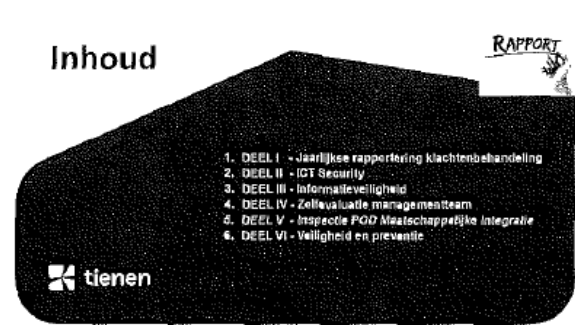 Inhoud
RAPPORT
1. DEEL I - Jaarlijkse rapportering klachtenbehandeling
2. DEEL II - ICT Security
3. DEEL III - Informatieveiligheid
4. DEEL IV - Zelfevaluatie managementteam
5. DEEL V - Inspectie POD Maatschappelijke Integratie
6. DEEL VI - Veiligheid en preventie
tienen